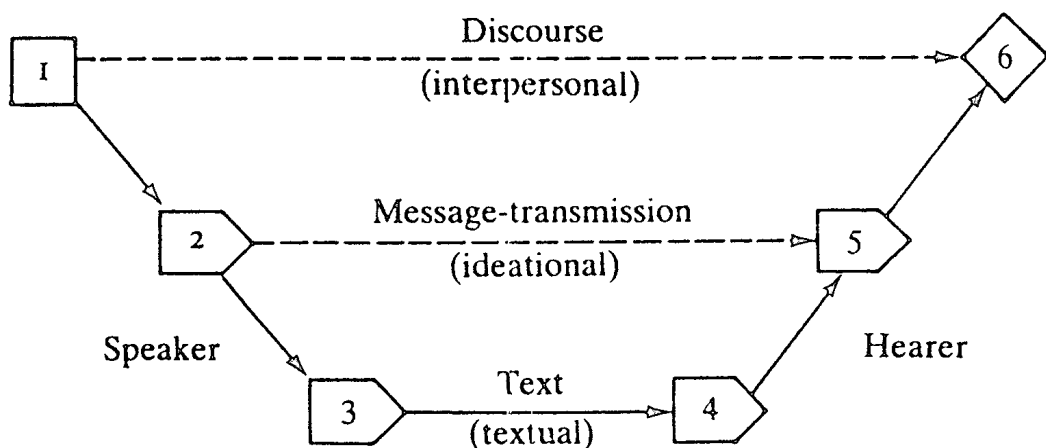 Discourse
1
6
(interpersonal)
Message-transmission
2
5
(ideational)
Speaker
Hearer
Text
3
4
(textual)